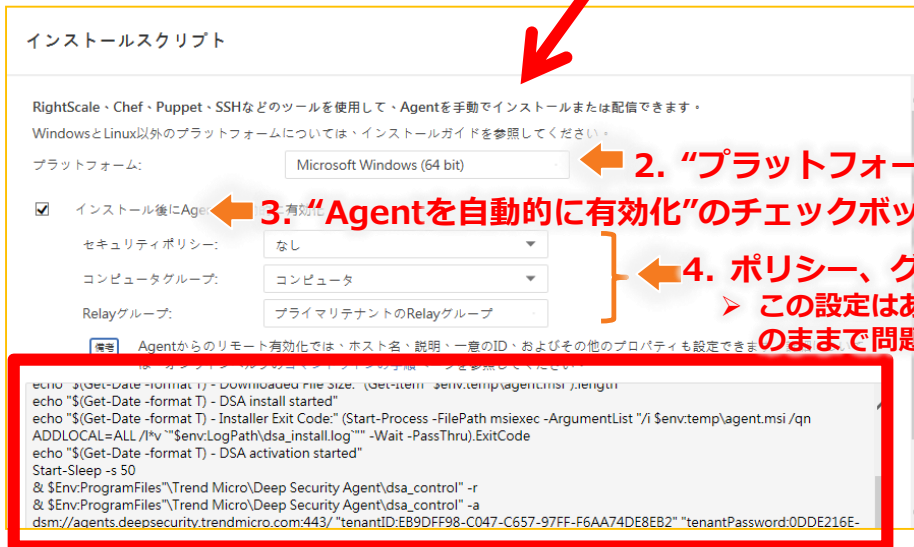 インストールスクリプト
RightScale、Chef、Puppet、SSHなどのツールを使用して、Agentを手動でインストールまたは配信できます。
WindowsとLinux以外のプラットフォームについては、インストールガイドを参照してください。
プラットフォーム:
Microsoft Windows (64 bit)
2. “プラットフォー
インストール後にAge
に有効化
3. “Agentを自動的に有効化”のチェックボッ
セキュリティポリシー:
なし
コンピュータグループ:
コンピュータ
4. ポリシー、グ
Relayグループ:
プライマリテナントのRelayグループ
➢ この設定はあ
のままで問題
備考
Agentからのリモート有効化では、ホスト名、説明、一意のID、およびその他のプロパティも設定できま
echo "$(Get-Date -format T) - Downloaded File Size:" (Get-Item "$env:temp\agent.msi").length
echo "$(Get-Date -format T) - DSA install started"
echo "$(Get-Date -format T) - Installer Exit Code:" (Start-Process -FilePath msiexec -ArgumentList "/i $env:temp\agent.msi /qn
ADDLOCAL=ALL /l*v `"$env:LogPath\dsa_install.log`"" -Wait -PassThru).ExitCode
echo "$(Get-Date -format T) - DSA activation started"
Start-Sleep -s 50
& $Env:ProgramFiles"\Trend Micro\Deep Security Agent\dsa_control" -r
& $Env:ProgramFiles"\Trend Micro\Deep Security Agent\dsa_control" -a
dsm://agents.deepsecurity.trendmicro.com:443/ "tenantID:EB9DFF98-C047-C657-97FF-F6AA74DE8EB2" "tenantPassword:0DDE216E-